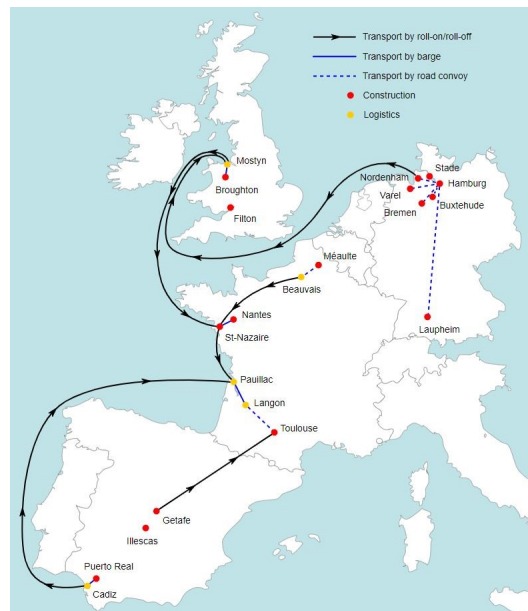 Transport by roll-on/roll-off
Transport by barge
Transport by road convoy
Construction
Logistics
Mostyn
Broughton
Filton
Stade
Nordenham
Hamburg
Varel
Buxtehude
Bremen
Méaulte
Beauvais
Laupheim
Nantes
St-Nazaire
Pauillac
Langon
Toulouse
Getafe
Illescas
Puerto Real
Cadiz